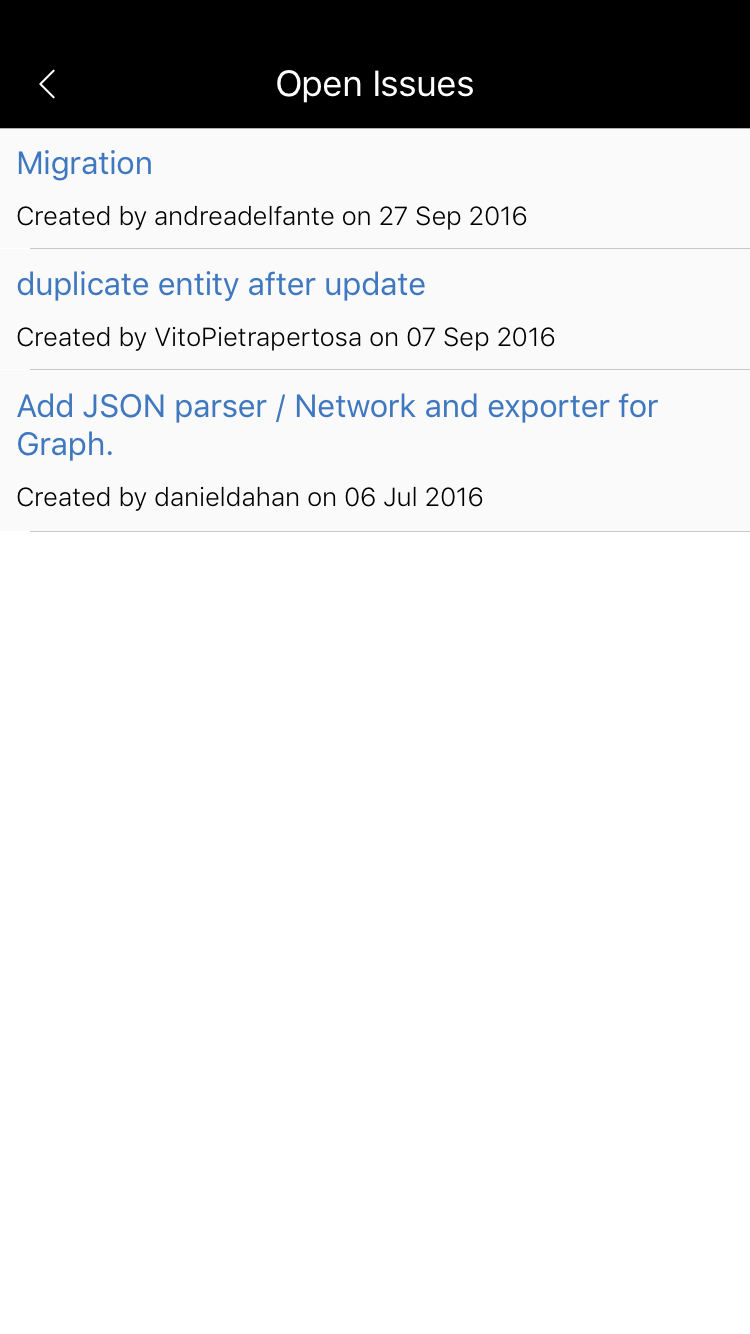 Open Issues
Migration
Created by andreadelfante on 27 Sep 2016
duplicate entity after update
Created by VitoPietrapertosa on 07 Sep 2016
Add JSON parser / Network and exporter for
Graph.
Created by danieldahan on 06 Jul 2016